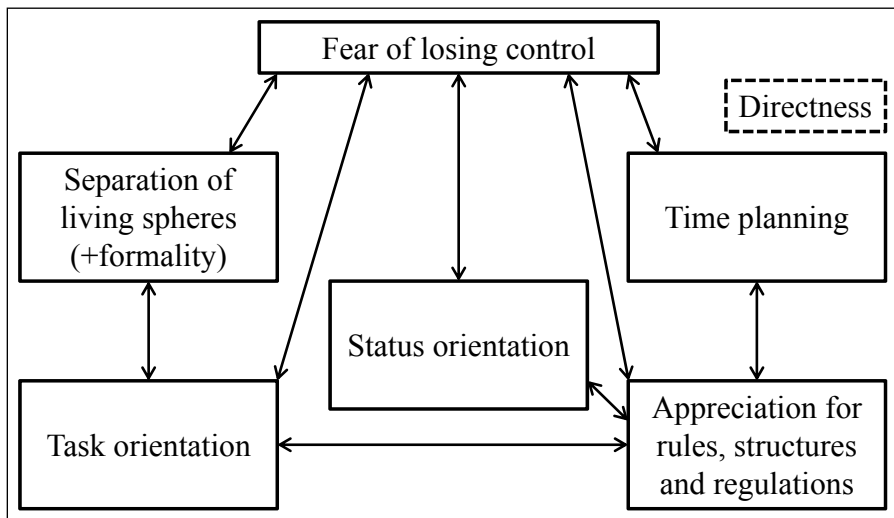 Fear of losing control
Directness
Separation of
living spheres
(+formality)
Time planning
Status orientation
Task orientation
Appreciation for
rules, structures
and regulations